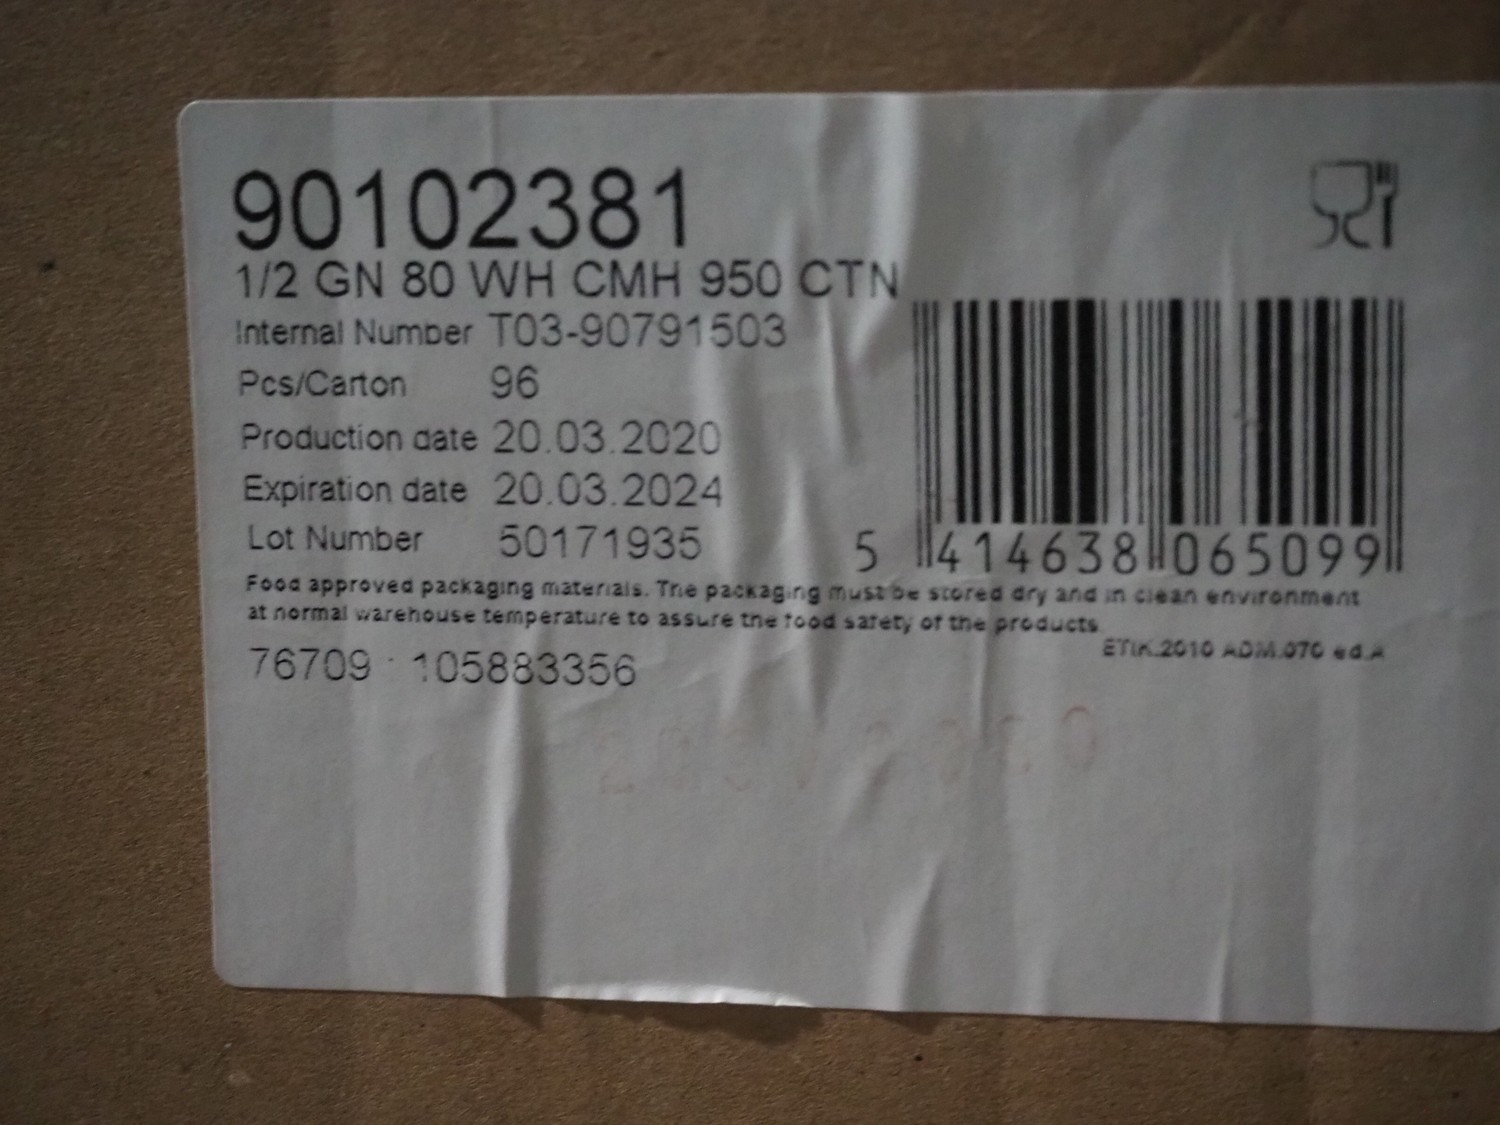 90102381
1/2 GN 80 WH CMH 950 CTN
Internal Number T03-90791503
Pcs/Carton 96
Production date 20.03.2020
Expiration date 20.03.2024
Lot Number 50171935
5 414638 065099
Food approved packaging materials. The packaging must be stored dry and in clean environment
at normal warehouse temperature to assure the food safety of the products
ETIK.2010 ADM.070 ed.A
76709 105883356